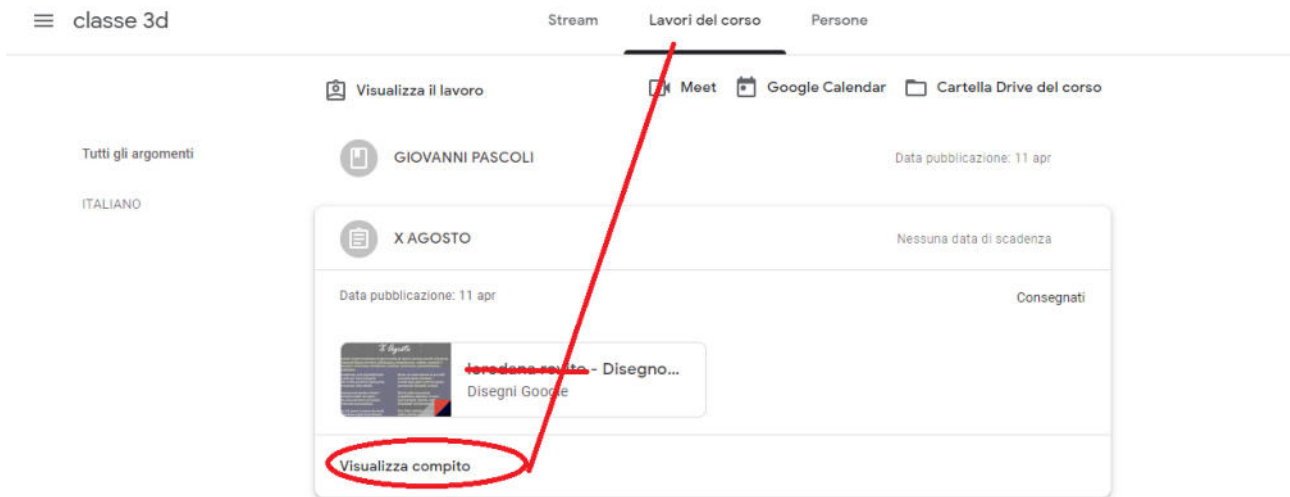 classe 3d
Stream Lavori del corso Persone
Visualizza il lavoro Meet Google Calendar Cartella Drive del corso
Tutti gli argomenti
GIOVANNI PASCOLI Data pubblicazione: 11 apr
ITALIANO
X AGOSTO Nessuna data di scadenza
Data pubblicazione: 11 apr Consegnati
X Agosto
- Disegno...
Disegni Google
Visualizza compito